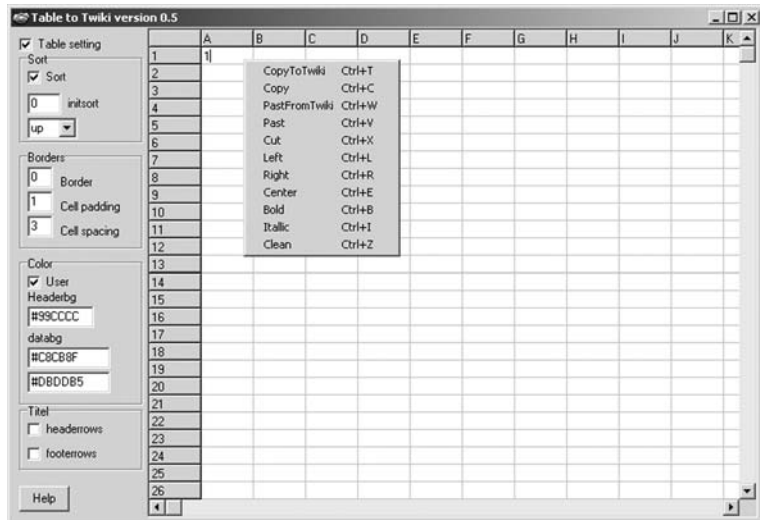 Table to Twiki version 0.5
Table setting
Sort
Sort
0 initsort
up
Borders
0 Border
1 Cell padding
3 Cell spacing
Color
User
Headerbg
#99CCCC
databg
#C8CB8F
#DBDDB5
Titel
headerrows
footerrows
Help
A B C D E F G H I J K
1 1
2
3
4
5
6
7
8
9
10
11
12
13
14
15
16
17
18
19
20
21
22
23
24
25
26
CopyToTwiki Ctrl+T
Copy Ctrl+C
PastFromTwiki Ctrl+W
Past Ctrl+V
Cut Ctrl+X
Left Ctrl+L
Right Ctrl+R
Center Ctrl+E
Bold Ctrl+B
Itallic Ctrl+I
Clean Ctrl+Z